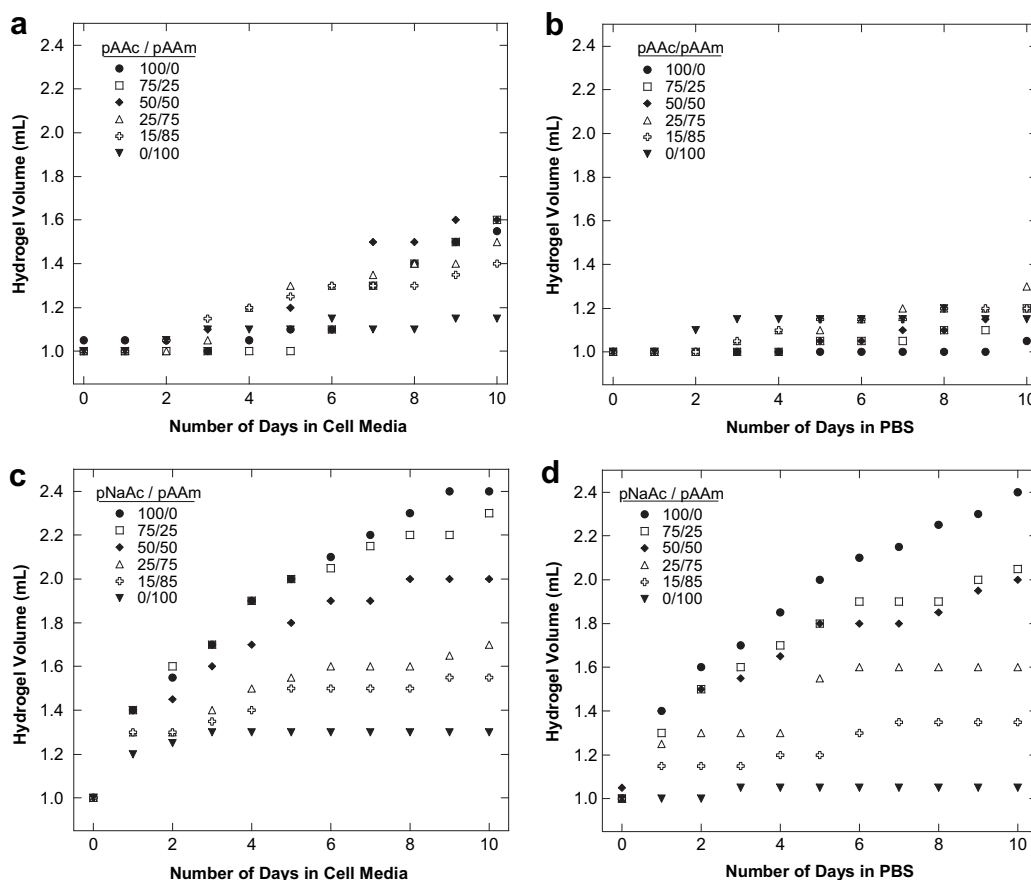 a
pAAc / pAAm
100/0
75/25
50/50
25/75
15/85
0/100
2.4
2.2
2.0
1.8
1.6
1.4
1.2
1.0
Hydrogel Volume (mL)
0 2 4 6 8 10
Number of Days in Cell Media
b
pAAc/pAAm
100/0
75/25
50/50
25/75
15/85
0/100
2.4
2.2
2.0
1.8
1.6
1.4
1.2
1.0
Hydrogel Volume (mL)
0 2 4 6 8 10
Number of Days in PBS
c
pNaAc / pAAm
100/0
75/25
50/50
25/75
15/85
0/100
2.4
2.2
2.0
1.8
1.6
1.4
1.2
1.0
Hydrogel Volume (mL)
0 2 4 6 8 10
Number of Days in Cell Media
d
pNaAc / pAAm
100/0
75/25
50/50
25/75
15/85
0/100
2.4
2.2
2.0
1.8
1.6
1.4
1.2
1.0
Hydrogel Volume (mL)
0 2 4 6 8 10
Number of Days in PBS